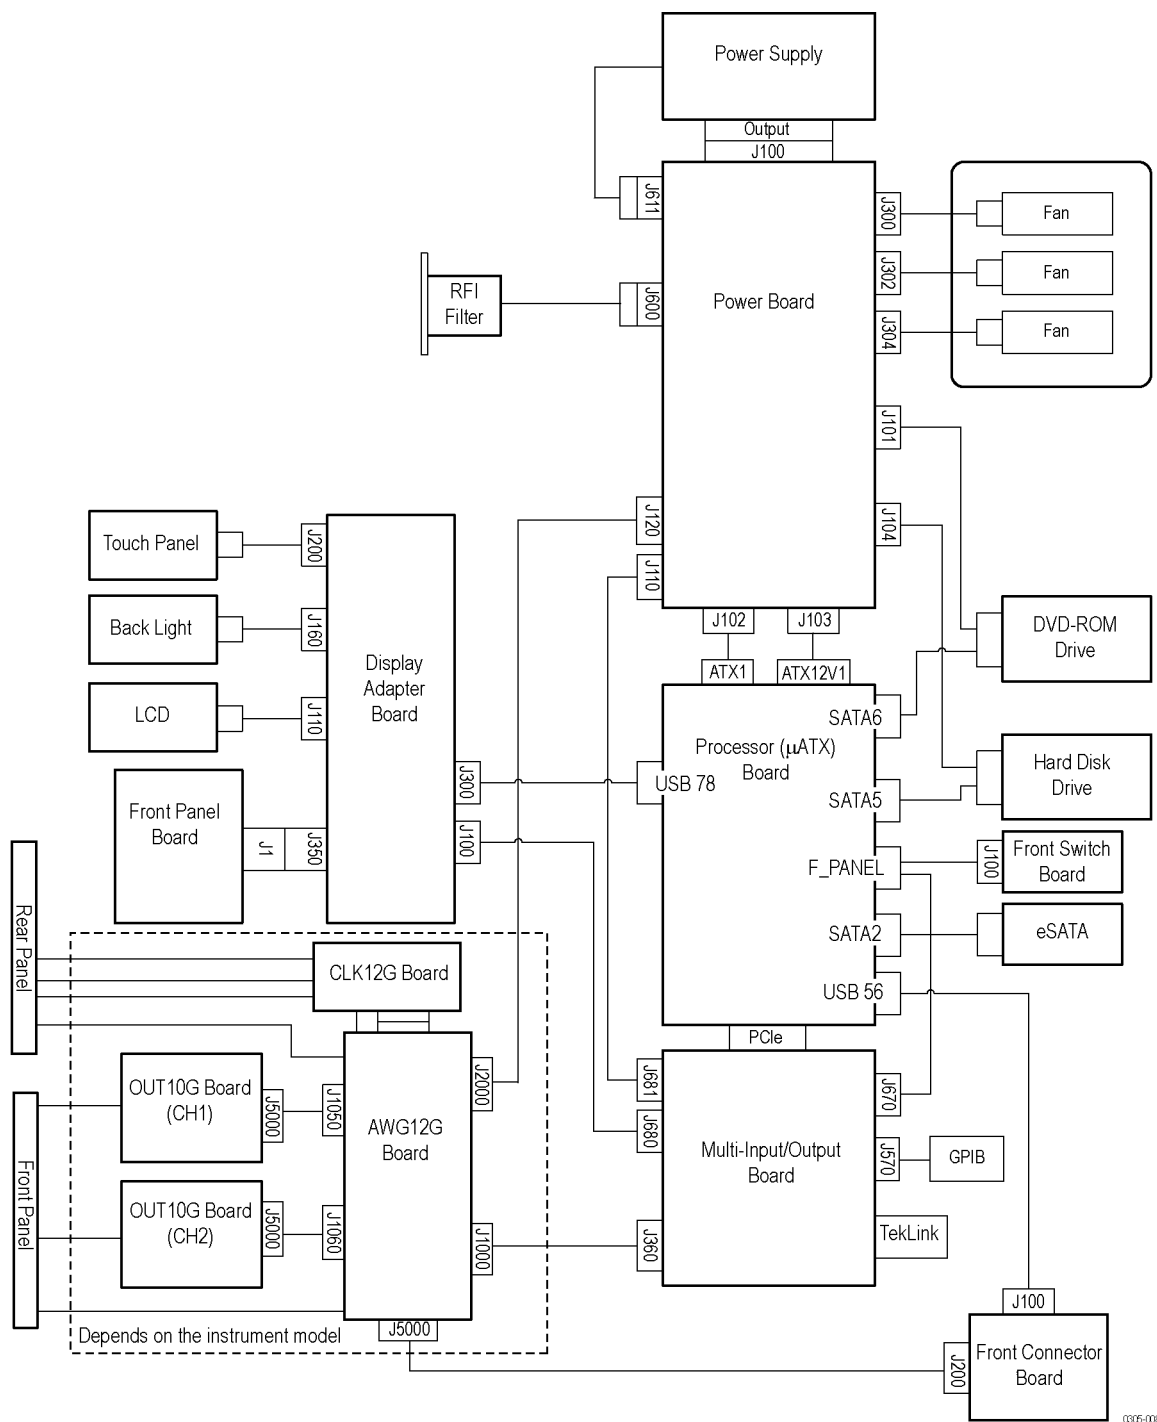 Power Supply
Output
J100
J611
J300
Fan
J302
Fan
RFI
Filter
J600
Power Board
J304
Fan
J101
J120
J104
Touch Panel
J200
J110
J102
J103
DVD-ROM
Drive
Back Light
J160
Display
Adapter
Board
ATX1
ATX12V1
LCD
J110
SATA6
Processor (µATX)
Board
Hard Disk
Drive
J300
USB 78
SATA5
Front Panel
Board
J1
J350
J100
F_PANEL
J100
Front Switch
Board
Rear Panel
SATA2
eSATA
CLK12G Board
USB 56
PCIe
OUT10G Board
(CH1)
J5000
J1050
J2000
J681
J670
AWG12G
Board
J680
Multi-Input/Output
Board
J570
GPIB
Front Panel
OUT10G Board
(CH2)
J5000
J1060
J1000
J360
TekLink
J100
Depends on the instrument model
J5000
J200
Front Connector
Board